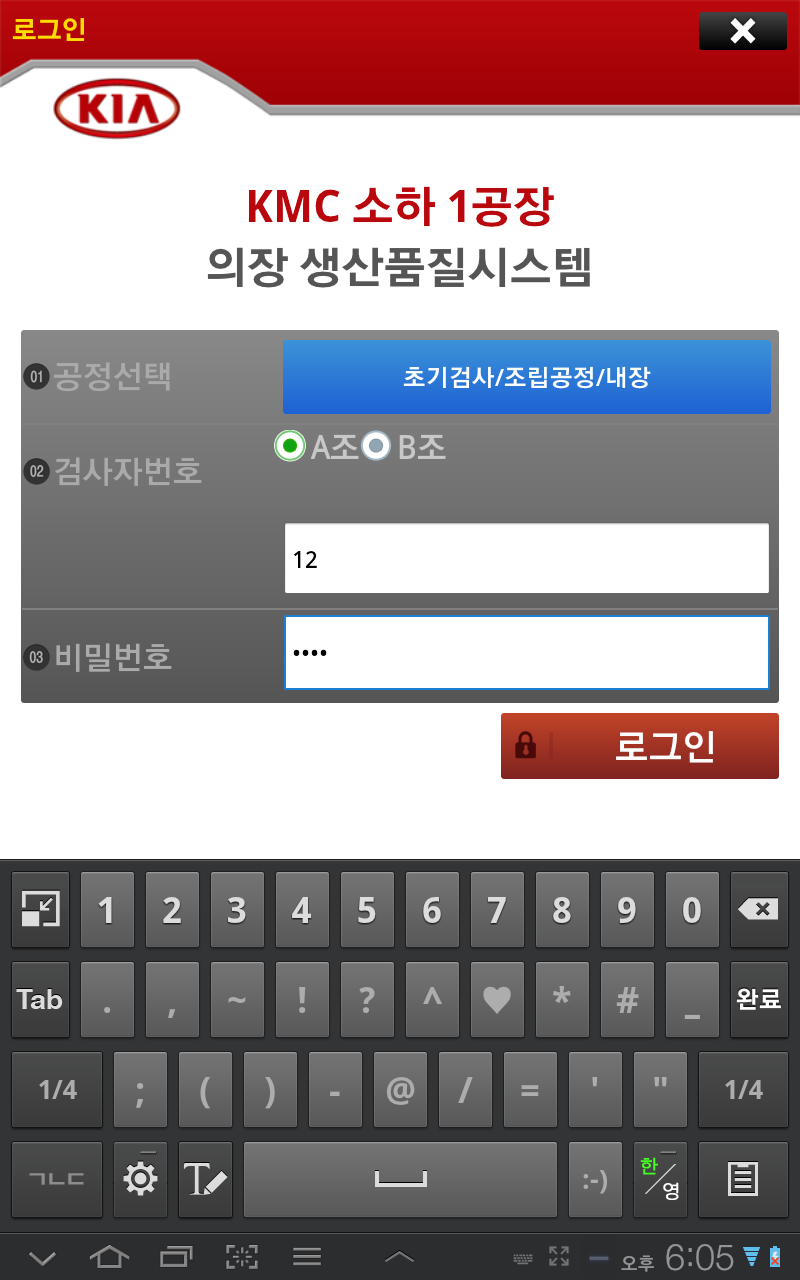 로그인
KIA
KMC 소하 1공장
의장 생산품질시스템
01 공정선택
초기검사/조립공정/내장
02 검사자번호
A조 B조
12
03 비밀번호
••••
로그인
1 2 3 4 5 6 7 8 9 0
Tab . , ~ ! ? ^ ♥ * # _ 완료
1/4 ; ( ) - @ / = ' " 1/4
ㄱㄴㄷ T :-) 한/영
오후 6:05